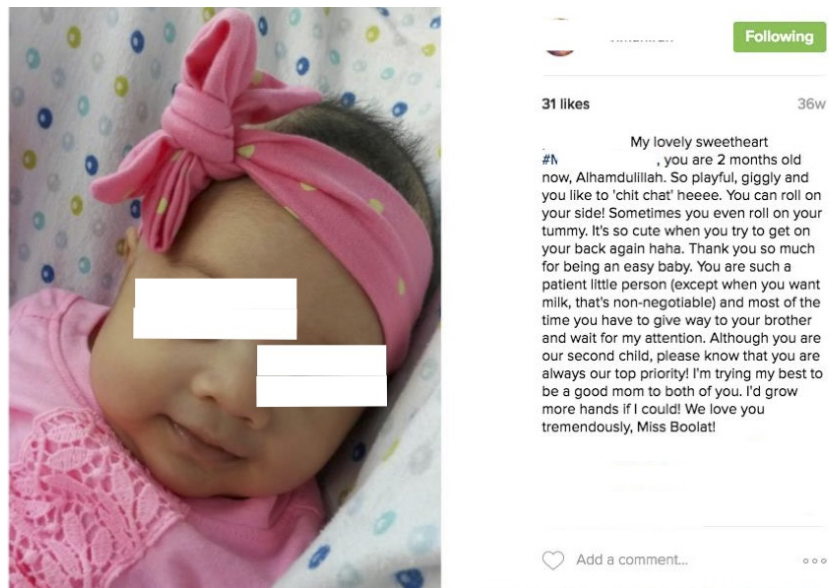 Following
31 likes
36w
My lovely sweetheart
, you are 2 months old
now, Alhamdulillah. So playful, giggly and
you like to 'chit chat' heeee. You can roll on
your side! Sometimes you even roll on your
tummy. It's so cute when you try to get on
your back again haha. Thank you so much
for being an easy baby. You are such a
patient little person (except when you want
milk, that's non-negotiable) and most of the
time you have to give way to your brother
and wait for my attention. Although you are
our second child, please know that you are
always our top priority! I'm trying my best to
be a good mom to both of you. I'd grow
more hands if I could! We love you
tremendously, Miss Boolat!
Add a comment...